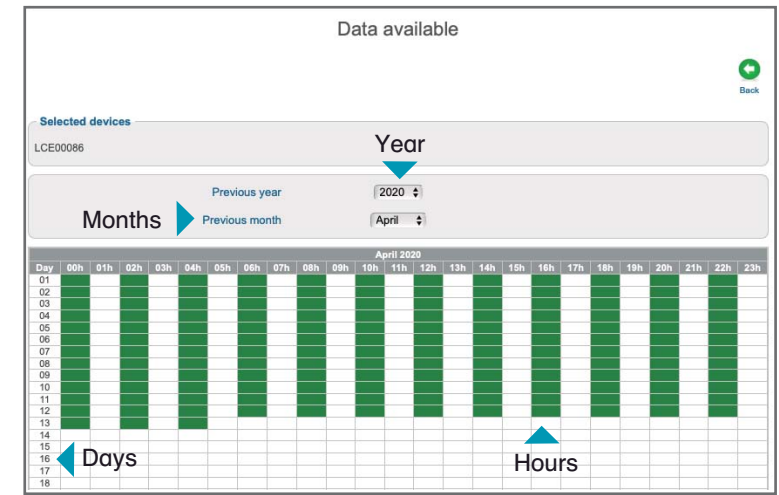 Data available
Back
Selected devices
LCE00086
Year
Previous year 2020
Months Previous month April
April 2020
Day 00h 01h 02h 03h 04h 05h 06h 07h 08h 09h 10h 11h 12h 13h 14h 15h 16h 17h 18h 19h 20h 21h 22h 23h
01
02
03
04
05
06
07
08
09
10
11
12
13
14
15
16 Days Hours
17
18